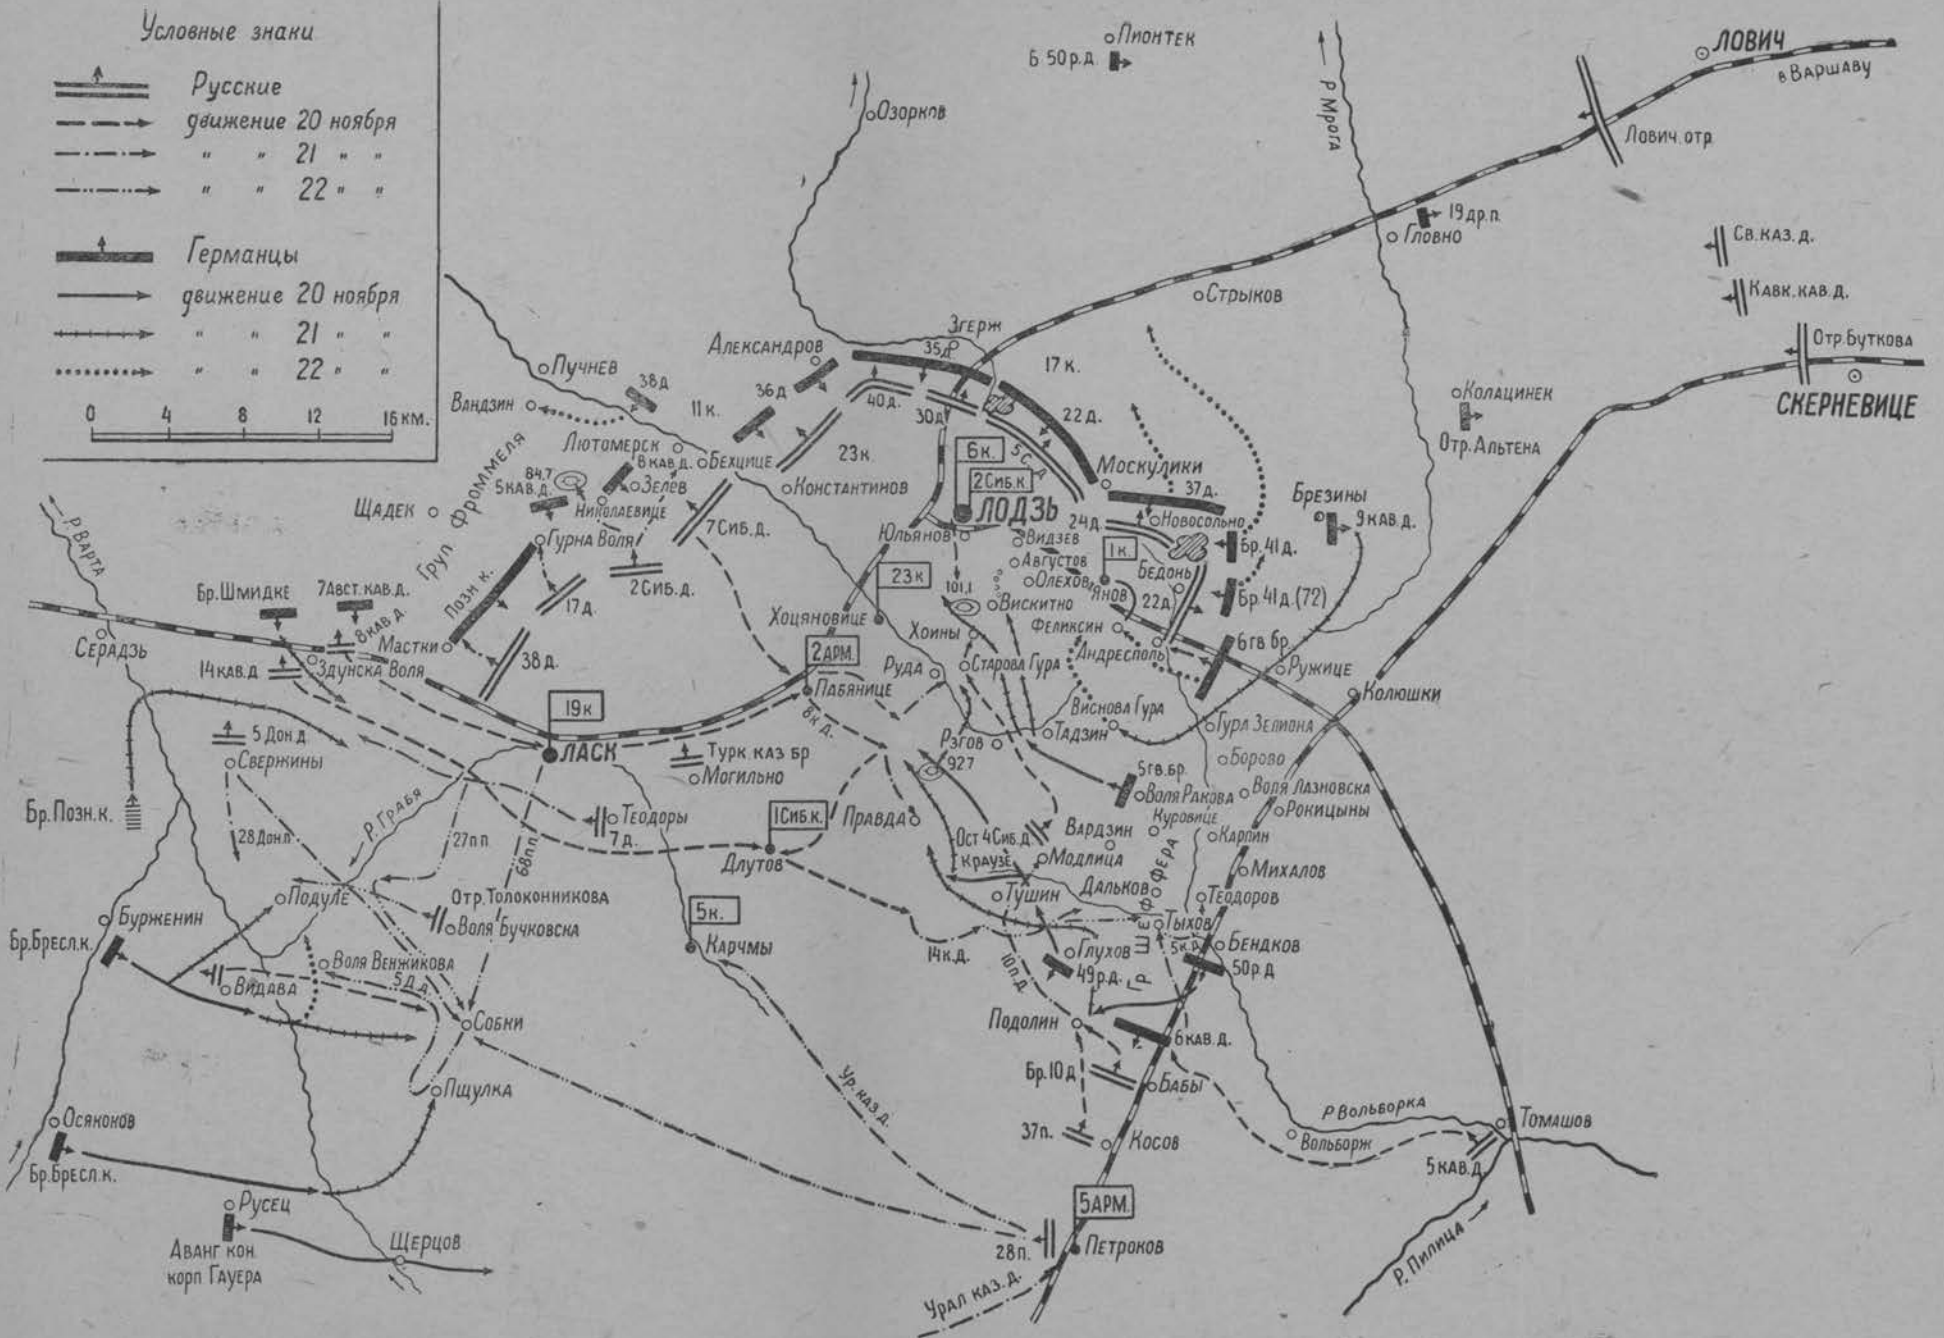 Условные знаки
Русские
движение 20 ноября
" " 21 " "
" " 22 " "
Германцы
движение 20 ноября
" " 21 " "
" " 22 " "
0 4 8 12 16 км.
Пионтек
Б 50 р.д.
Лович
в Варшаву
Озорков
Р Мрога
Лович. отр
19 др.п.
Гловно
Св. каз. д.
Кавк. кав. д.
Стрыков
Отр. Буткова
Скерневице
Згерж
Александров
35 д
17 к.
Пучнев
38 д
Вандзин
11 к.
36 д
40 д.
30 д
22 д.
Колацинек
Отр. Альтена
Лютомерск
8 кав. д.
Бехцице
23 к.
6 к.
5 с. д
Москулики
84,7
5 кав. д.
Зелев
Константинов
2 Сиб. к
37 д.
Брезины
9 кав. д.
Щадек
Груп Фроммеля
Николаевице
7 Сиб. д.
Лодзь
24 д.
Новосольно
Р Варта
Гурна Воля
Юльянов
Видзев
1 к.
Бр. 41 д.
Августов
Бедонь
Бр. Шмидке
7 Авст. кав. д.
Позн к.
17 д.
2 Сиб. д.
23 к
101,1
Олехов
Янов
22 д
Бр. 41 д. (72)
Вискитно
8 кав. д.
Мастки
Хоцяновице
Хоины
Феликсин
6 гв бр.
Серадзь
2 арм.
Андресполь
14 кав. д
Здунска Воля
38 д.
Руда
Старова Гура
Ружице
Пабянице
Колюшки
19 к
8 к д.
Виснова Гура
Гура Зелиона
5 Дон. д.
Ласк
Турк. каз бр
Рзгов
Тадзин
Свержины
Могильно
927
Борово
5 гв. бр.
Воля Ракова
Воля Лазновска
Рокицыны
Бр. Позн. к.
Р. Грабя
Теодоры
7 д.
1 Сиб. к.
Правда
Ост 4 Сиб. д.
Краузе
Вардзин
Куровице
Карпин
28 Дон. п
27 п п
68 п п.
Длутов
Модлица
Михалов
Подуле
Отр. Толоконникова
Тушин
Дальков
Теодоров
Бурженин
Воля Бучковска
5 к.
Тыхов
Бр. Бресл. к.
Карчмы
14 к. д.
Глухов
Гр Шеффера
5 к. д
Бендков
Воля Венжикова
10 п. д.
49 р. д.
50 р. д
Видава
5 Д д.
Собки
Подолин
6 кав. д.
Пщулка
Ур. каз. д.
Бр. 10 д
Бабы
Осякоков
Р Вольборка
Томашов
37 п.
Косов
Вольборж
Бр. Бресл. к.
5 кав. д.
Русец
5 арм.
Аванг кон.
корп Гауера
Щерцов
28 п.
Петроков
Р. Пилица
Урал каз. д.